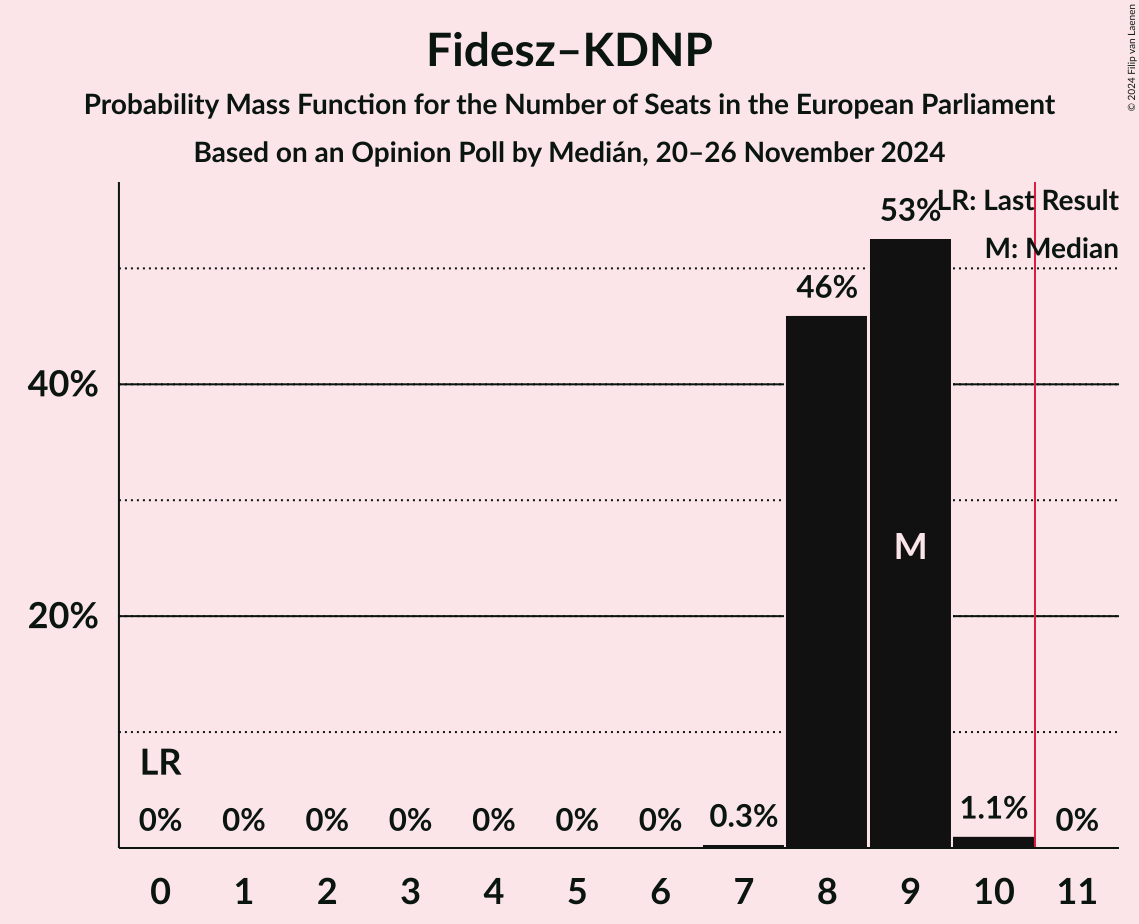 Fidesz–KDNP
Probability Mass Function for the Number of Seats in the European Parliament
Based on an Opinion Poll by Medián, 20–26 November 2024
© 2024 Filip van Laenen
LR: Last Result
M: Median
53%
46%
40%
M
20%
LR
0% 0% 0% 0% 0% 0% 0% 0.3% 1.1% 0%
0 1 2 3 4 5 6 7 8 9 10 11